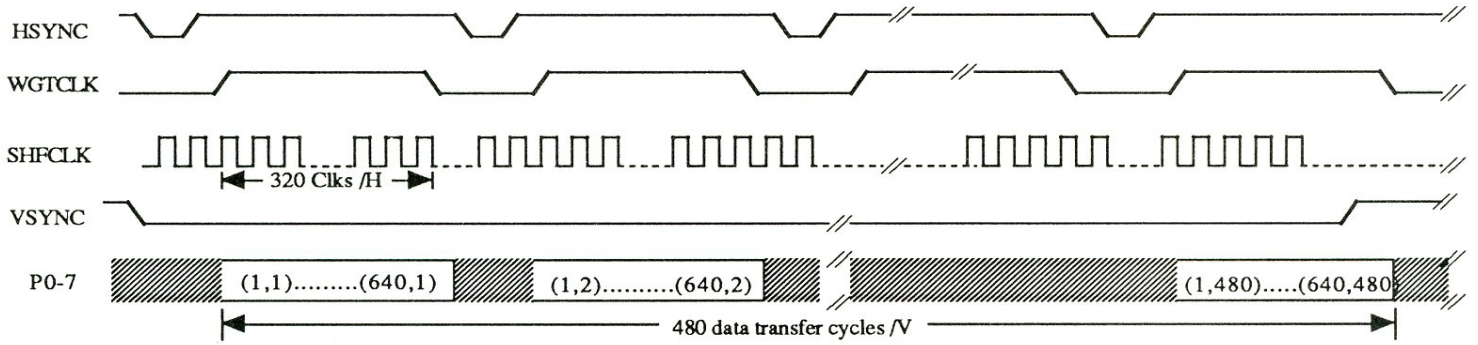 HSYNC
WGTCLK
SHFCLK
320 Clks /H
VSYNC
P0-7
(1,1).........(640,1)
(1,2)..........(640,2)
(1,480).....(640,480)
480 data transfer cycles /V